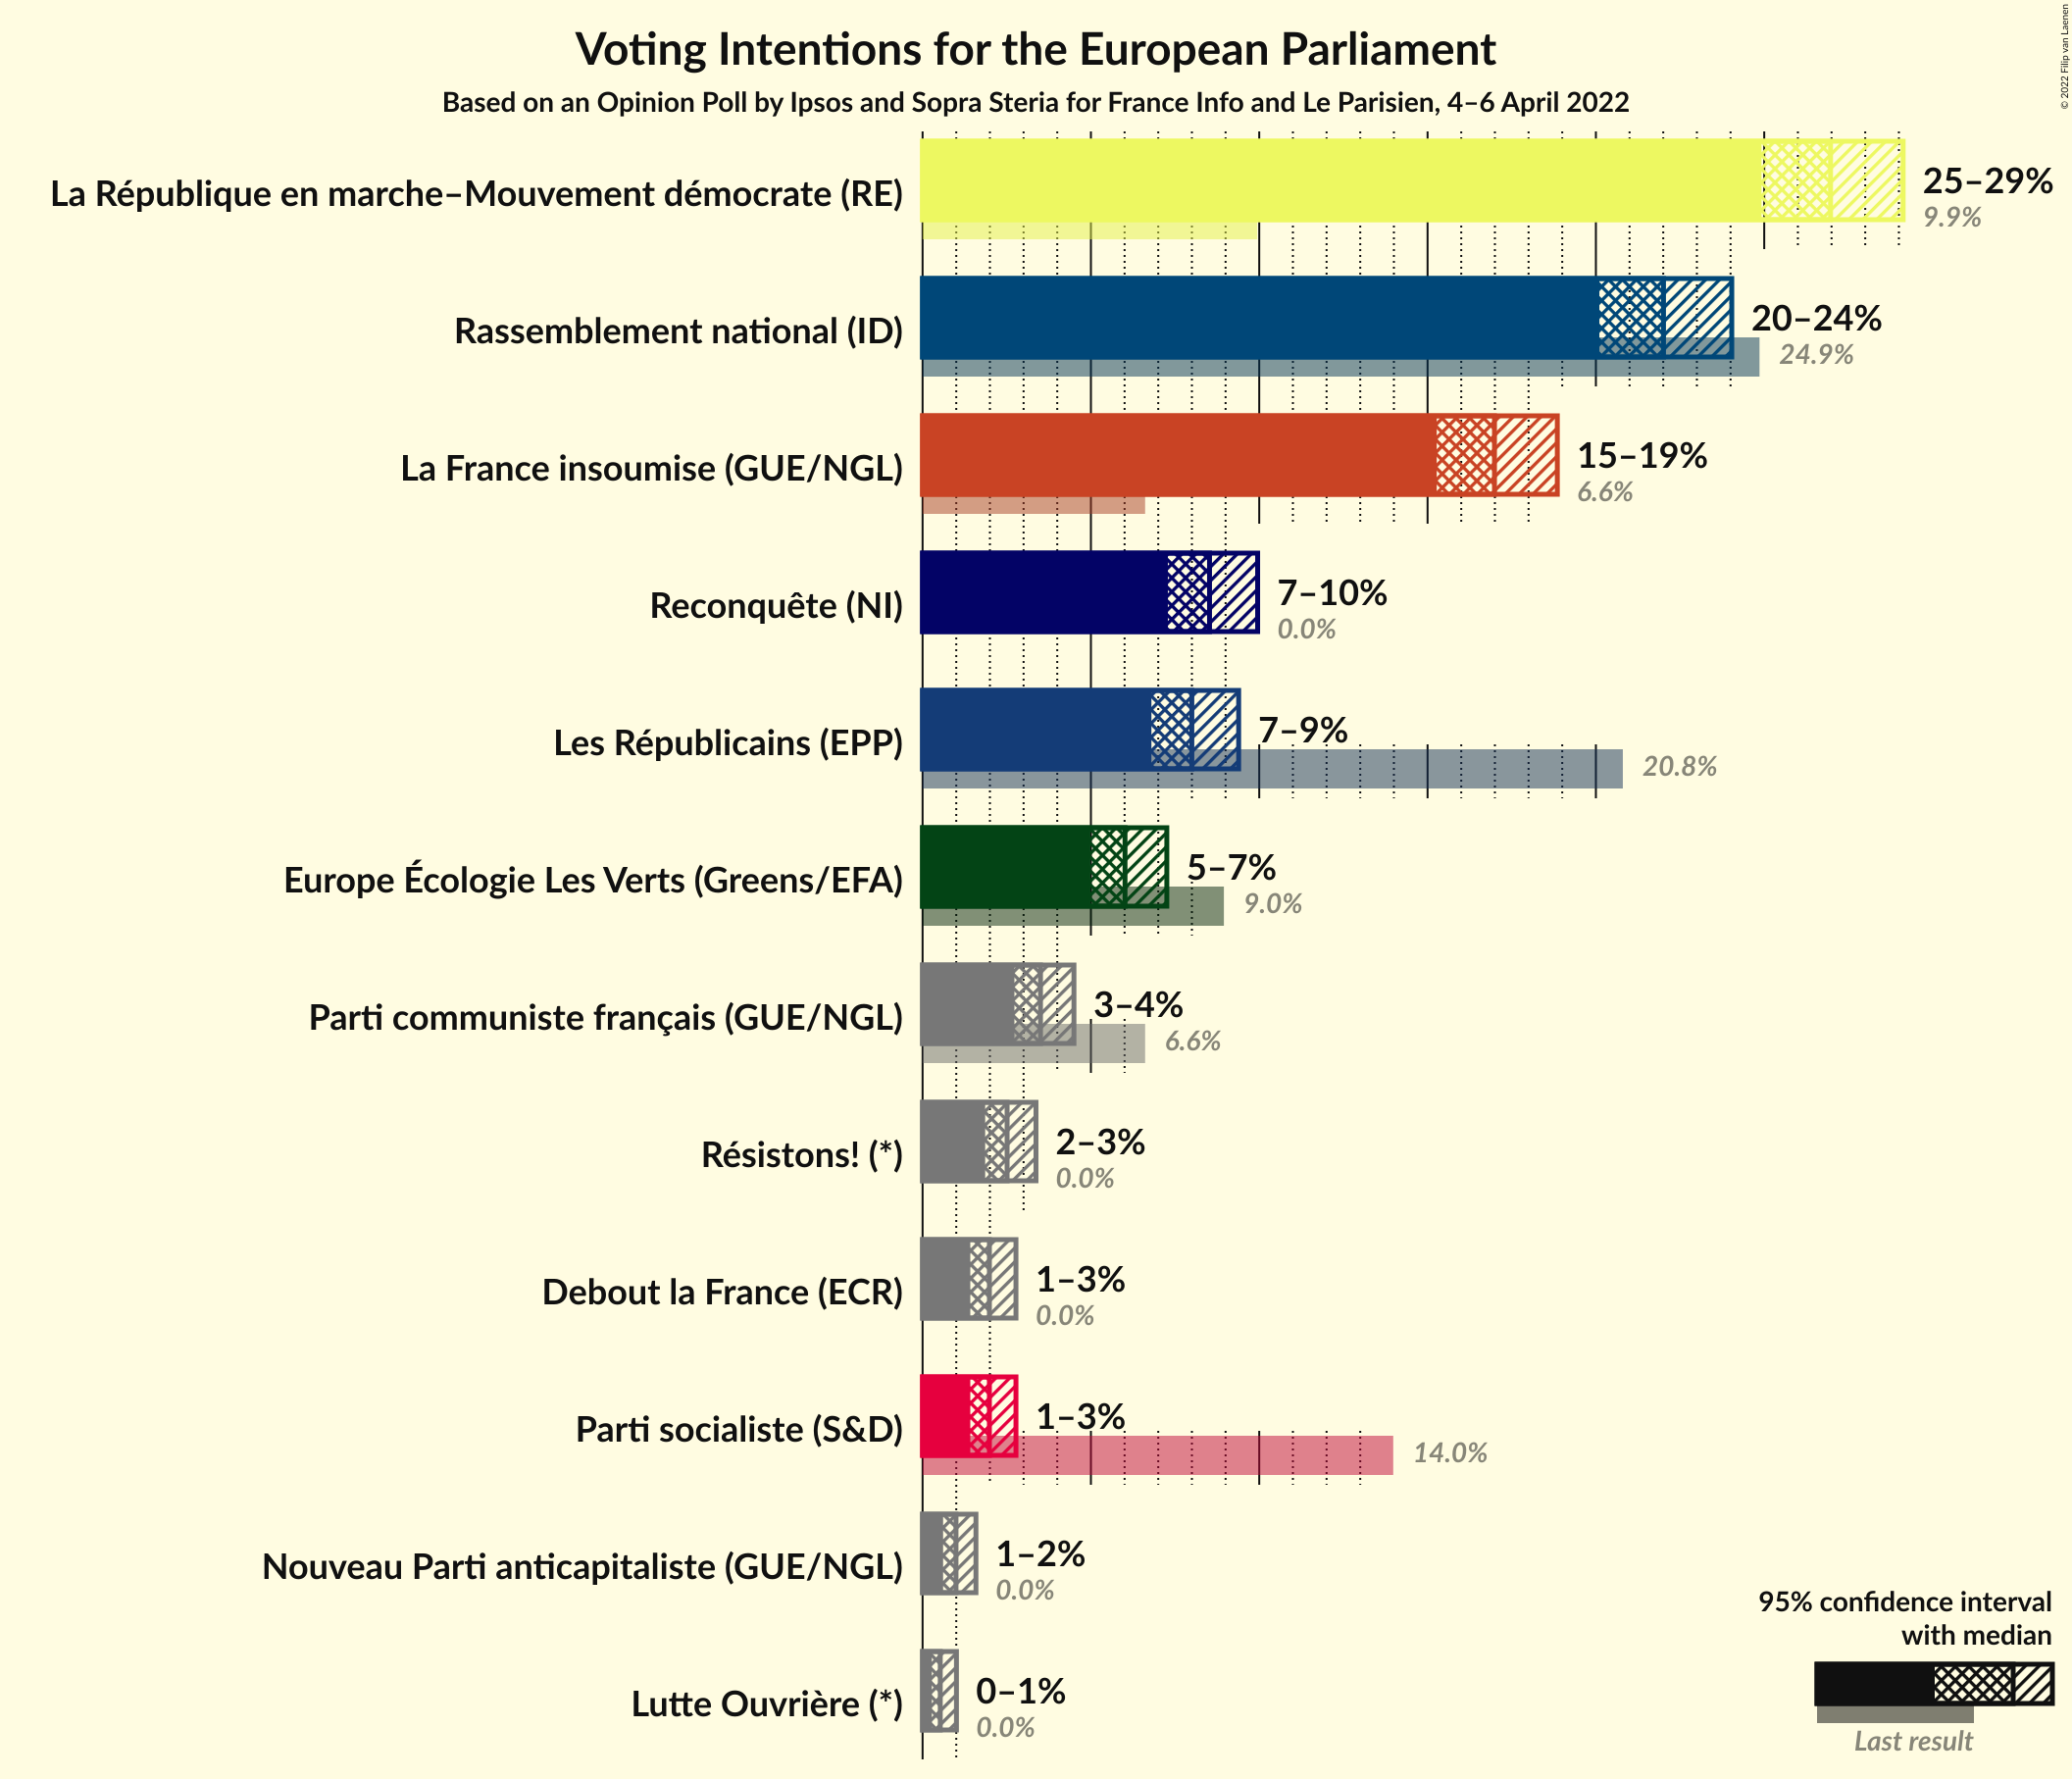 Voting Intentions for the European Parliament
Based on an Opinion Poll by Ipsos and Sopra Steria for France Info and Le Parisien, 4–6 April 2022
© 2022 Filip van Laenen
La République en marche–Mouvement démocrate (RE)
25–29%
9.9%
Rassemblement national (ID)
20–24%
24.9%
La France insoumise (GUE/NGL)
15–19%
6.6%
Reconquête (NI)
7–10%
0.0%
Les Républicains (EPP)
7–9%
20.8%
Europe Écologie Les Verts (Greens/EFA)
5–7%
9.0%
Parti communiste français (GUE/NGL)
3–4%
6.6%
Résistons! (*)
2–3%
0.0%
Debout la France (ECR)
1–3%
0.0%
Parti socialiste (S&D)
1–3%
14.0%
Nouveau Parti anticapitaliste (GUE/NGL)
1–2%
0.0%
Lutte Ouvrière (*)
0–1%
0.0%
95% confidence interval
with median
Last result